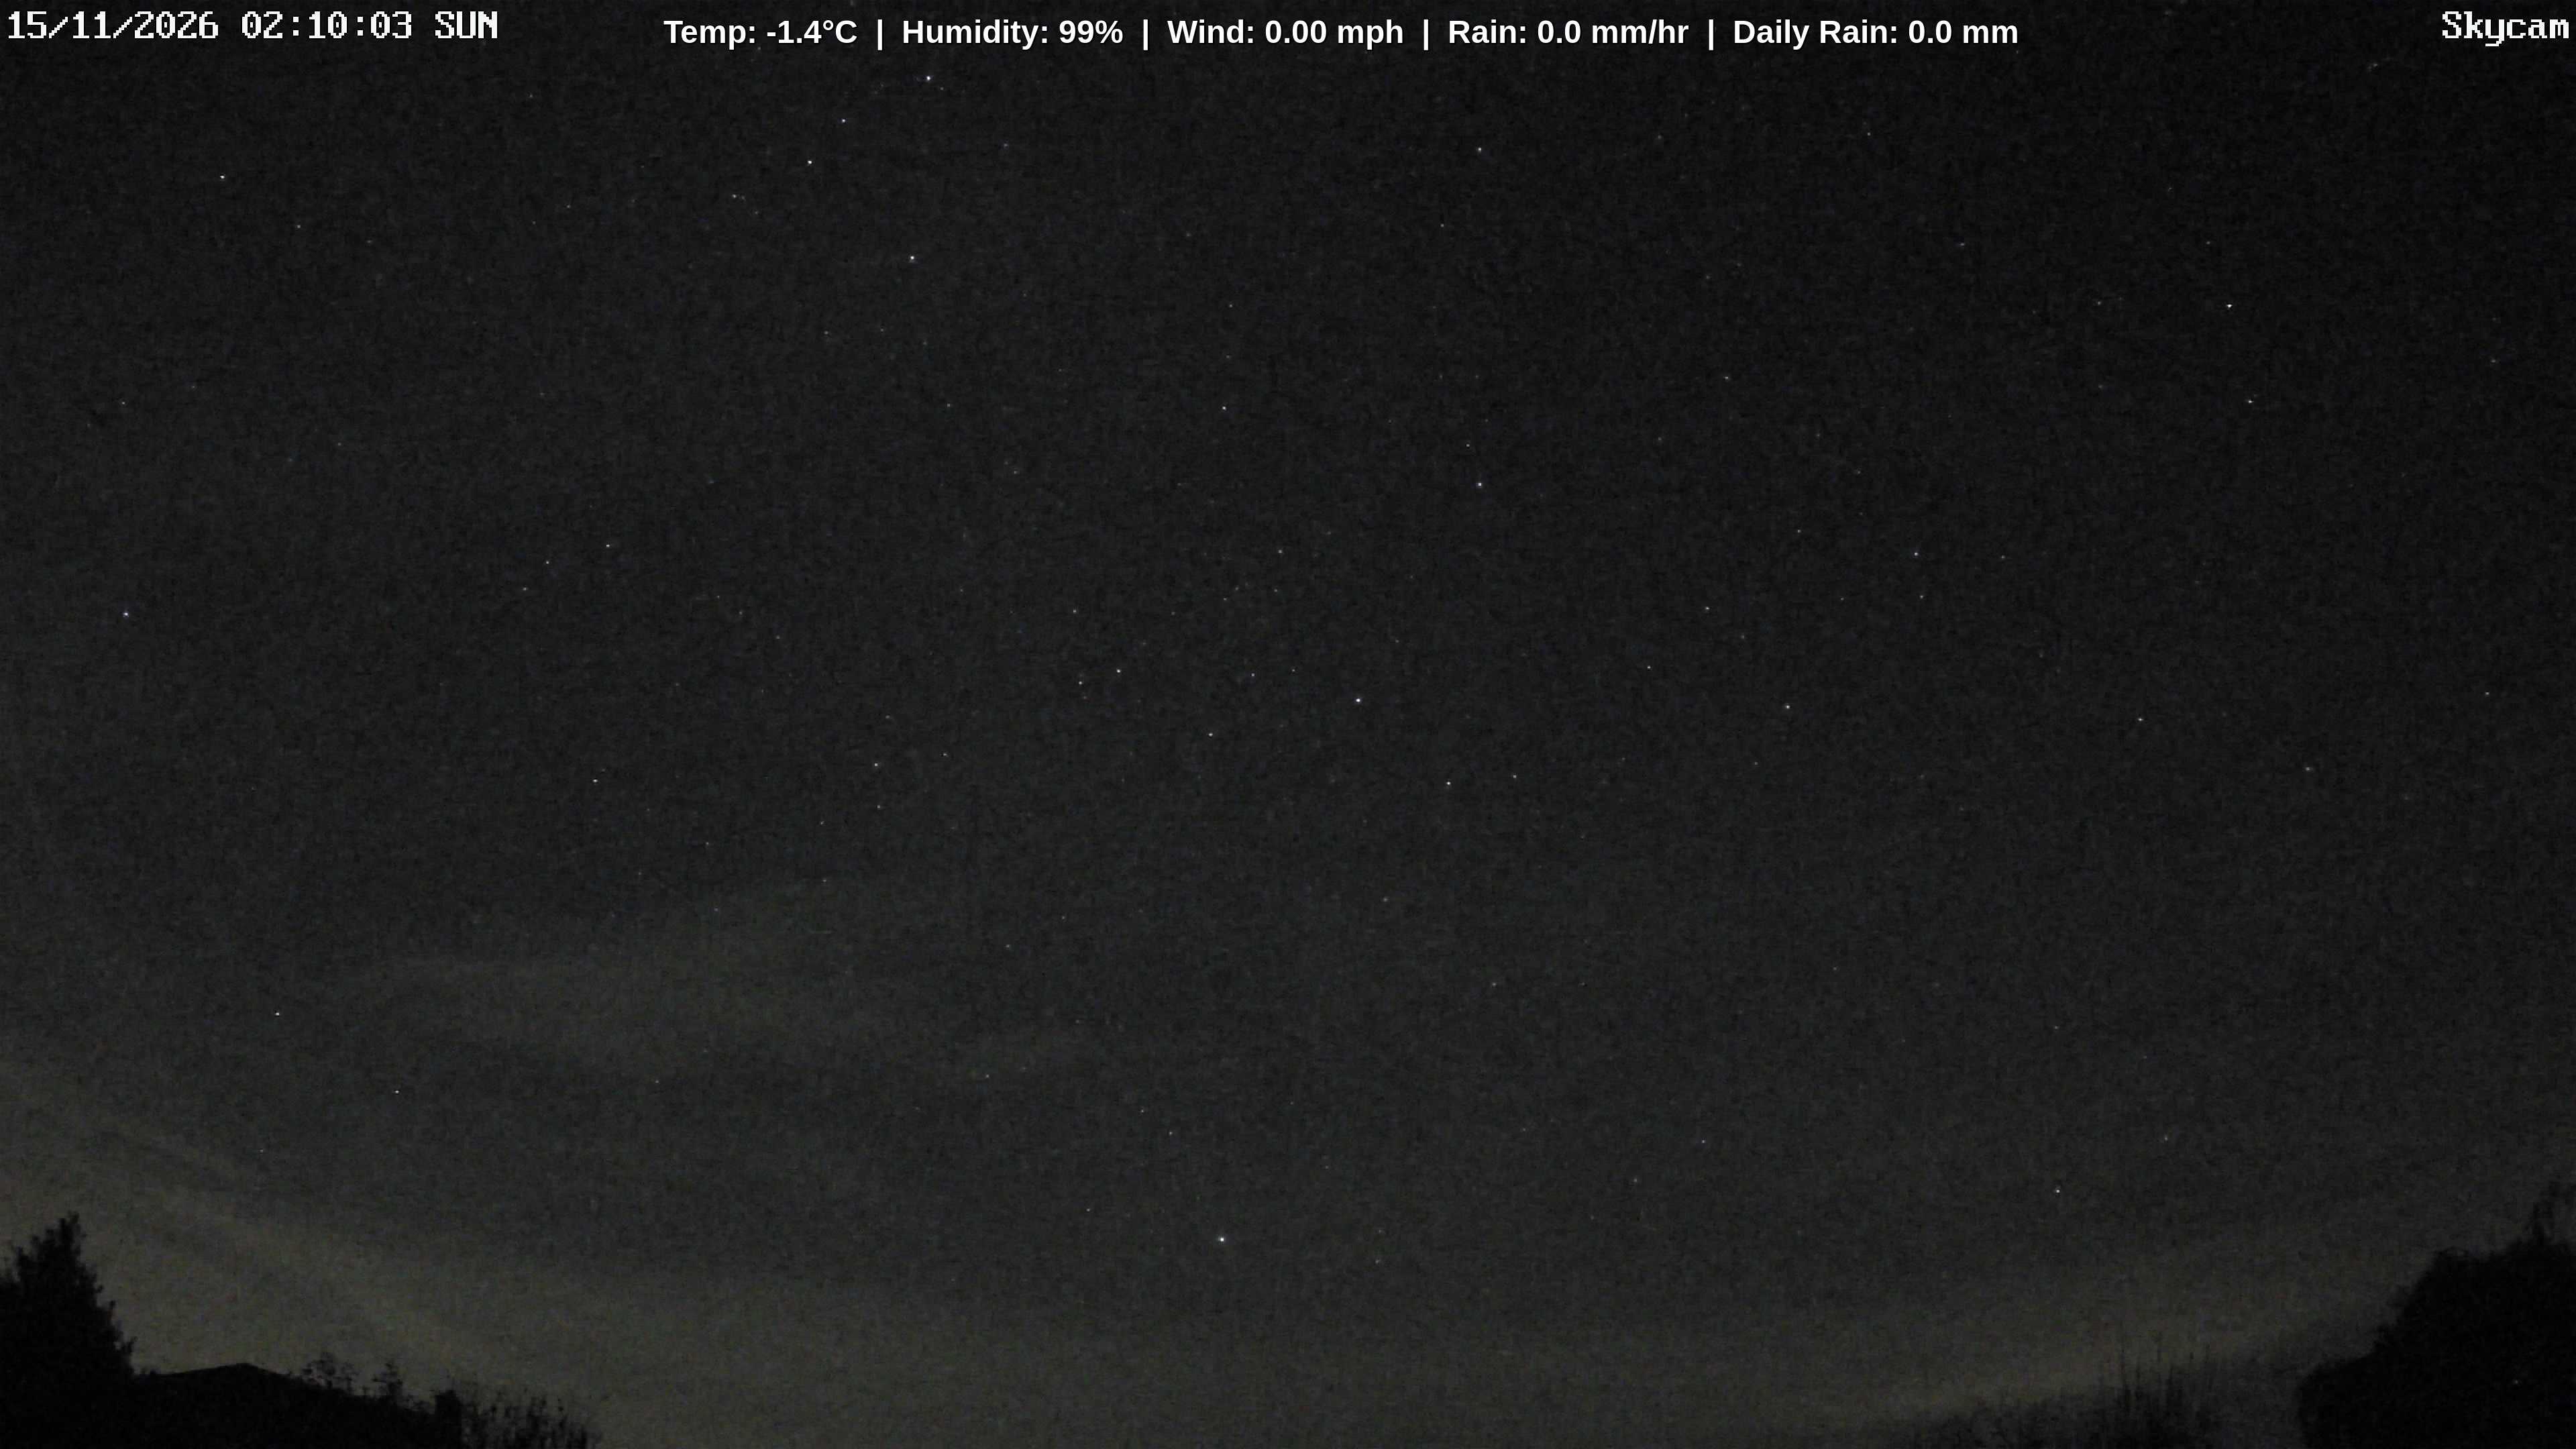 15/11/2026 02:10:03 SUN
Temp: -1.4°C | Humidity: 99% | Wind: 0.00 mph | Rain: 0.0 mm/hr | Daily Rain: 0.0 mm
Skycam